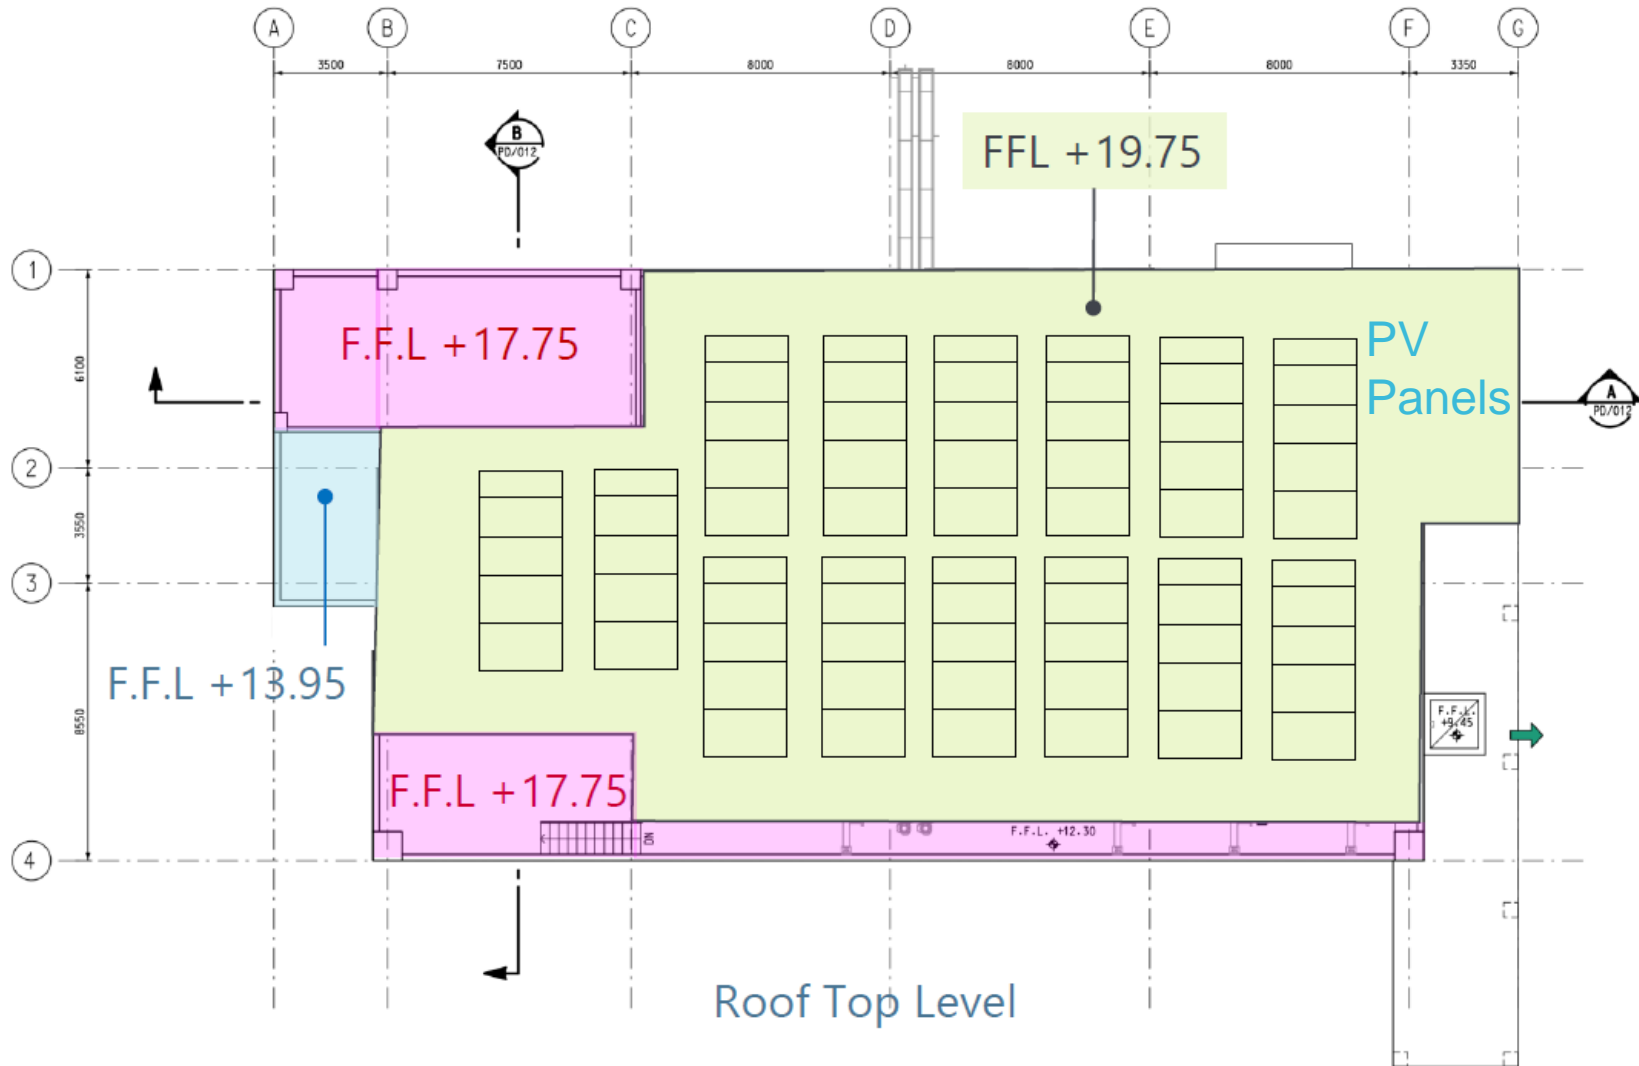 A B C D E F G
3500 7500 8000 8000 8000 3350
B
PD/012
FFL +19.75
1
F.F.L +17.75
PV
Panels
6100
A
PD/012
2
3550
3
F.F.L +13.95
8550
F.F.L.
+9.45
F.F.L +17.75
DN
F.F.L. +12.30
4
Roof Top Level